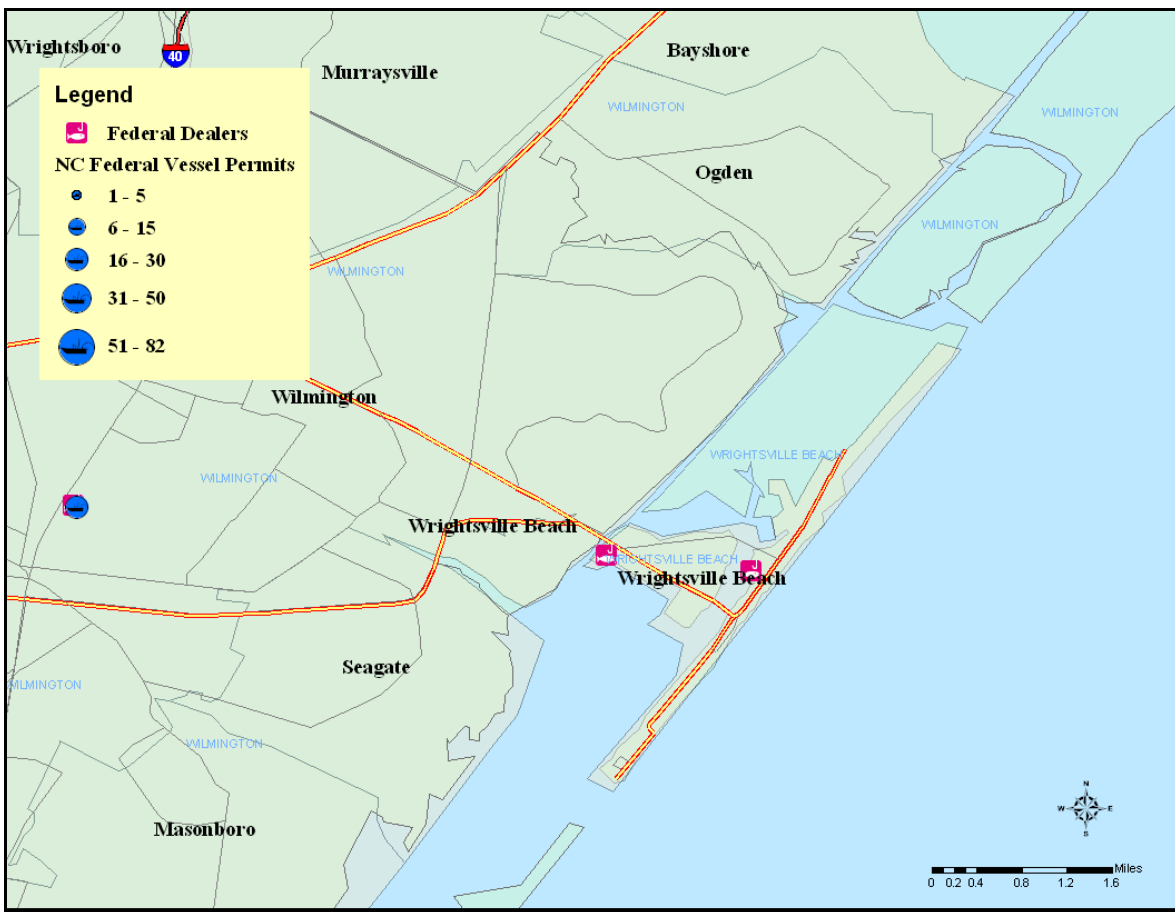 Wrightsboro
40
Murraysville
Bayshore
WILMINGTON
WILMINGTON
Legend
Federal Dealers
NC Federal Vessel Permits
1 - 5
6 - 15
16 - 30
31 - 50
51 - 82
Ogden
WILMINGTON
WILMINGTON
Wilmington
WRIGHTSVILLE BEACH
WILMINGTON
Wrightsville Beach
WRIGHTSVILLE BEACH
Wrightsville Beach
Seagate
WILMINGTON
WILMINGTON
Masonboro
N
W
E
S
Miles
0 0.2 0.4 0.8 1.2 1.6